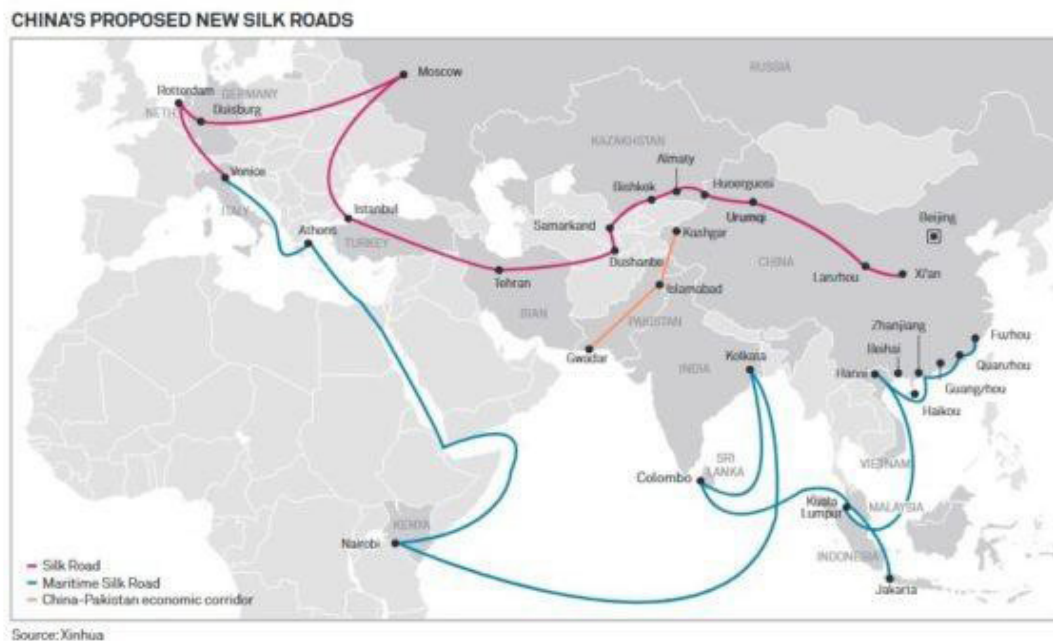 CHINA'S PROPOSED NEW SILK ROADS
Moscow
RUSSIA
Rotterdam
GERMANY
NETH
Duisburg
KAZAKHSTAN
Almaty
Venice
Bishkek
Huoerguosi
ITALY
Istanbul
Samarkand
Urumqi
Beijing
Athens
TURKEY
Kashgar
Dushanbe
CHINA
Tehran
Lanzhou
Xi'an
Islamabad
IRAN
PAKISTAN
Zhanjiang
Fuzhou
Gwadar
Kolkata
Beihai
INDIA
Hanoi
Quanzhou
Guangzhou
Haikou
SRI
LANKA
VIETNAM
Colombo
Kuala
Lumpur
MALAYSIA
KENYA
Nairobi
INDONESIA
Jakarta
Silk Road
Maritime Silk Road
China-Pakistan economic corridor
Source: Xinhua